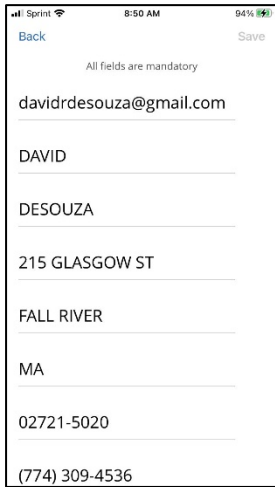 Sprint 8:50 AM 94%
Back Save
All fields are mandatory
davidrdesouza@gmail.com
DAVID
DESOUZA
215 GLASGOW ST
FALL RIVER
MA
02721-5020
(774) 309-4536